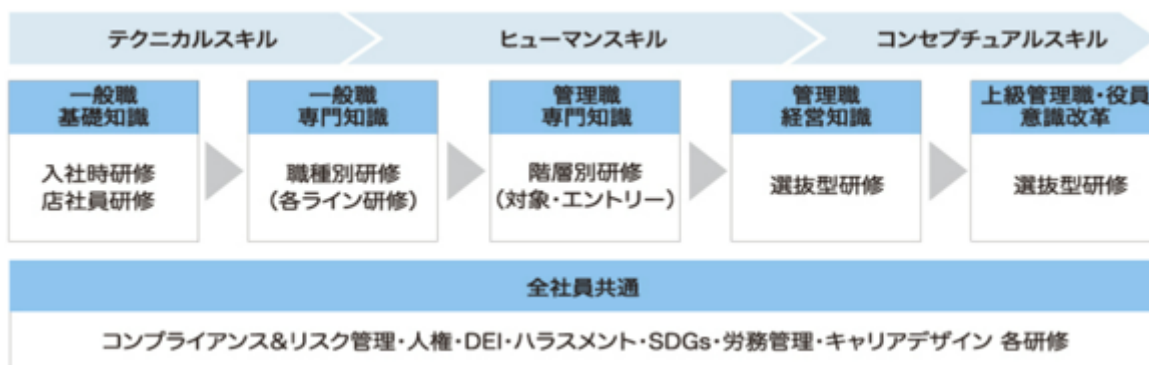 テクニカルスキル
ヒューマンスキル
コンセプチュアルスキル
一般職
基礎知識
入社時研修
店社員研修
一般職
専門知識
職種別研修
(各ライン研修)
管理職
専門知識
階層別研修
(対象・エントリー)
管理職
経営知識
選抜型研修
上級管理職・役員
意識改革
選抜型研修
全社員共通
コンプライアンス&リスク管理・人権・DEI・ハラスメント・SDGs・労務管理・キャリアデザイン 各研修